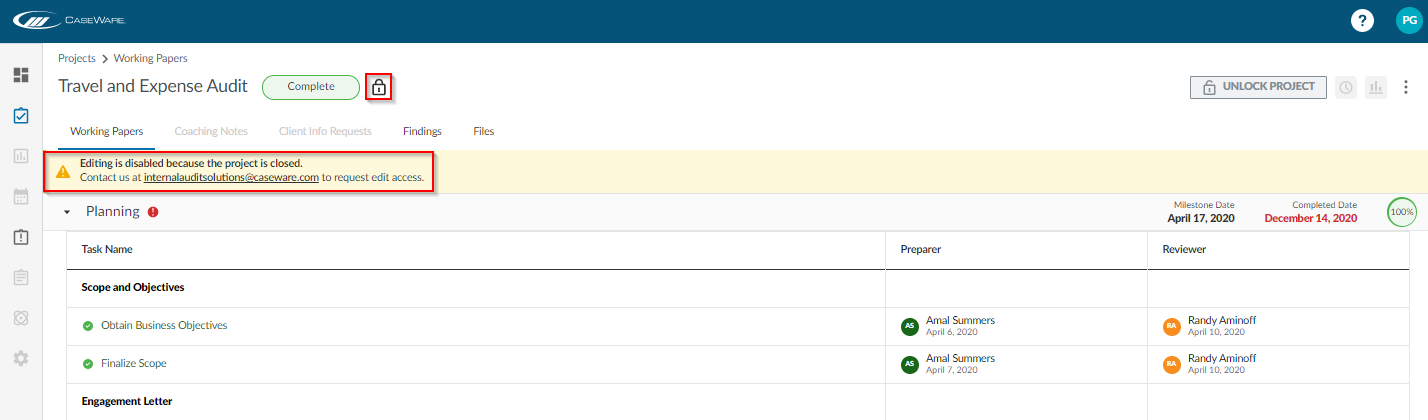 CASEWARE
?
PG
Projects > Working Papers
Travel and Expense Audit
Complete
UNLOCK PROJECT
Working Papers
Coaching Notes
Client Info Requests
Findings
Files
Editing is disabled because the project is closed.
Contact us at internalauditsolutions@caseware.com to request edit access.
Planning
Milestone Date
April 17, 2020
Completed Date
December 14, 2020
100%
Task Name
Preparer
Reviewer
Scope and Objectives
Obtain Business Objectives
AS
Amal Summers
April 6, 2020
RA
Randy Aminoff
April 10, 2020
Finalize Scope
AS
Amal Summers
April 7, 2020
RA
Randy Aminoff
April 10, 2020
Engagement Letter